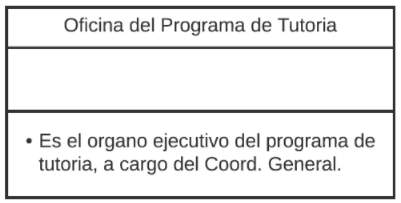 Oficina del Programa de Tutoria
• Es el organo ejecutivo del programa de
tutoria, a cargo del Coord. General.